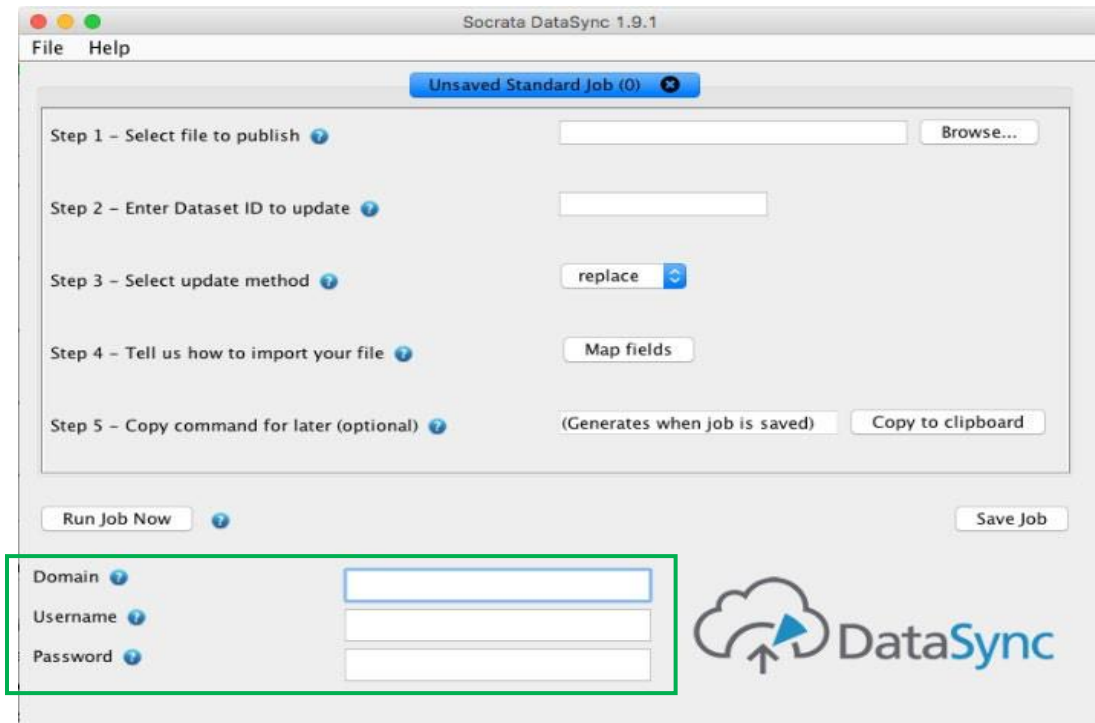 Socrata DataSync 1.9.1
File Help
Unsaved Standard Job (0)
Step 1 – Select file to publish ? Browse...
Step 2 – Enter Dataset ID to update ?
Step 3 – Select update method ? replace
Step 4 – Tell us how to import your file ? Map fields
Step 5 – Copy command for later (optional) ? (Generates when job is saved) Copy to clipboard
Run Job Now ? Save Job
Domain ?
Username ?
Password ?
DataSync